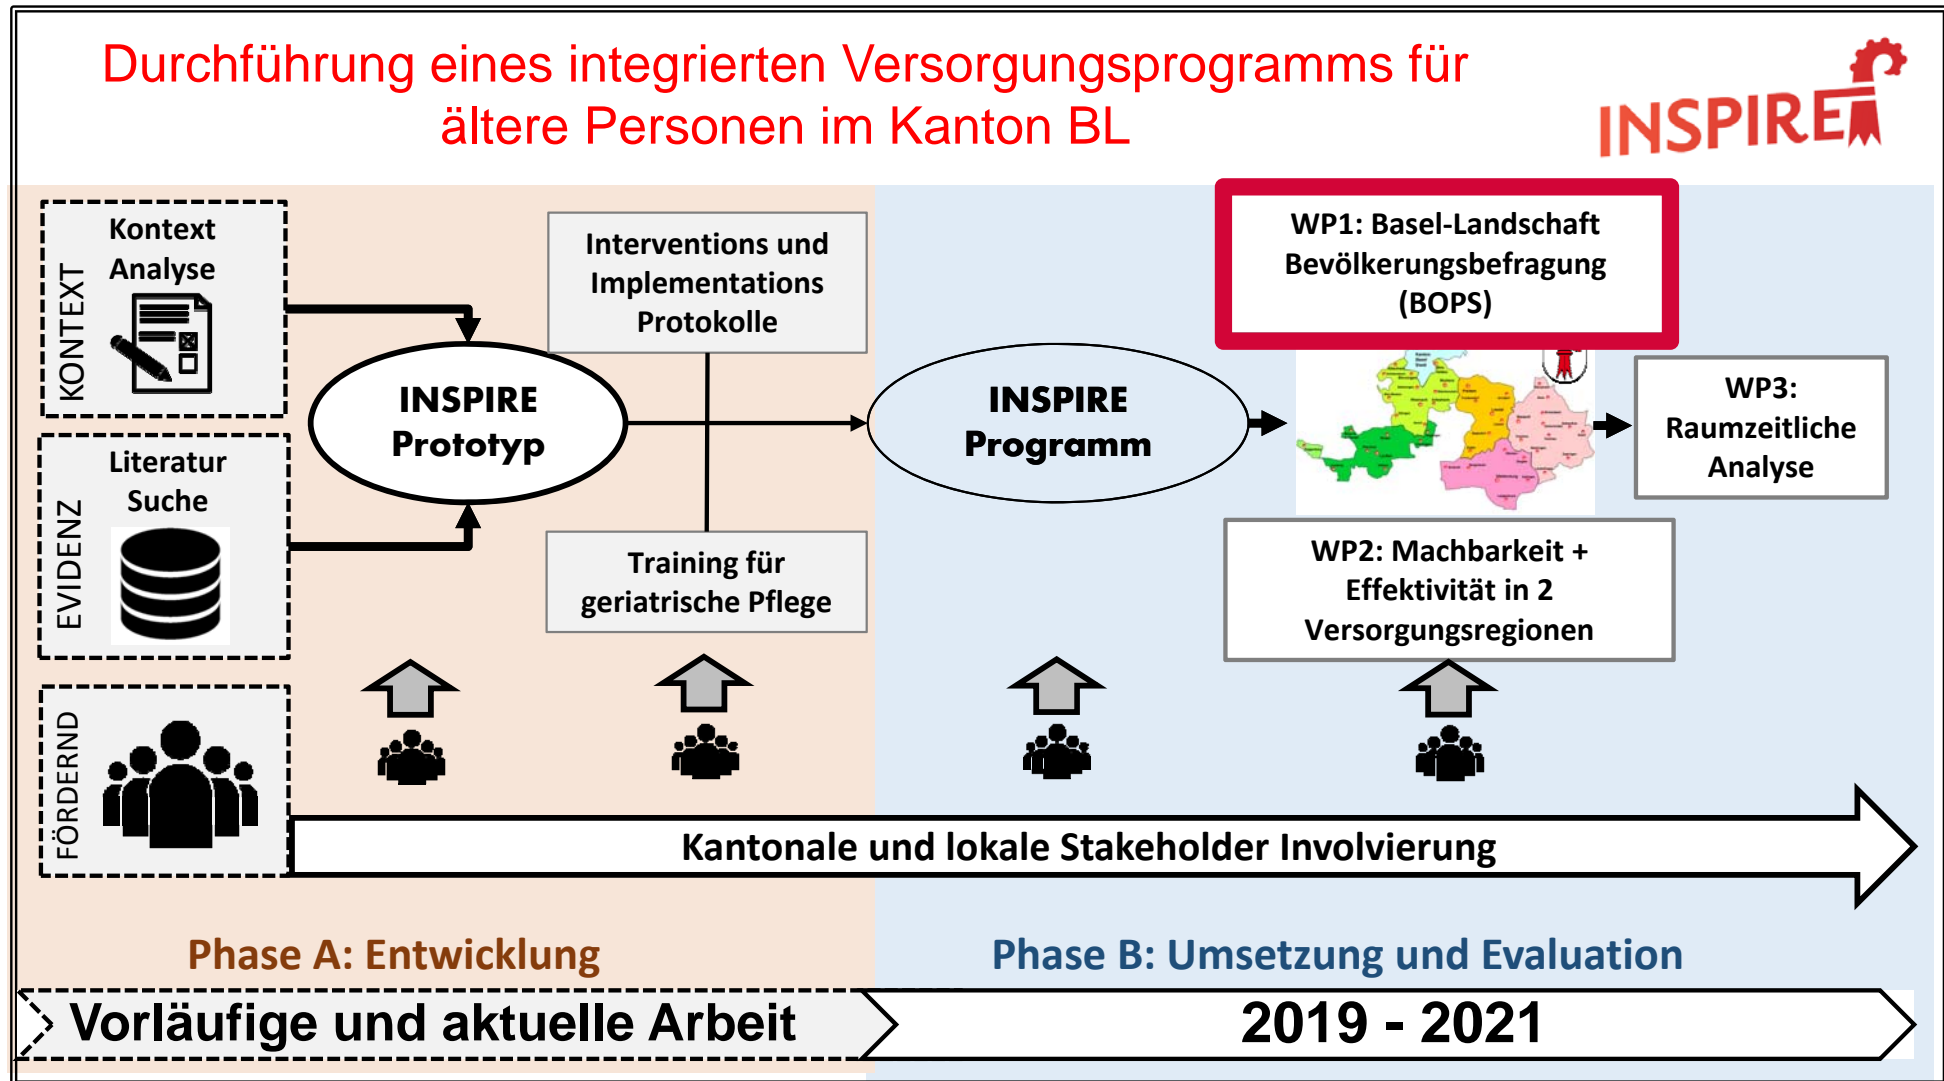 Durchführung eines integrierten Versorgungsprogramms für
ältere Personen im Kanton BL
INSPIRE
KONTEXT
Kontext
Analyse
EVIDENZ
Literatur
Suche
FÖRDERND
INSPIRE
Prototyp
Interventions und
Implementations
Protokolle
Training für
geriatrische Pflege
INSPIRE
Programm
WP1: Basel-Landschaft
Bevölkerungsbefragung
(BOPS)
WP2: Machbarkeit +
Effektivität in 2
Versorgungsregionen
WP3:
Raumzeitliche
Analyse
Kantonale und lokale Stakeholder Involvierung
Phase A: Entwicklung
Phase B: Umsetzung und Evaluation
Vorläufige und aktuelle Arbeit
2019 - 2021